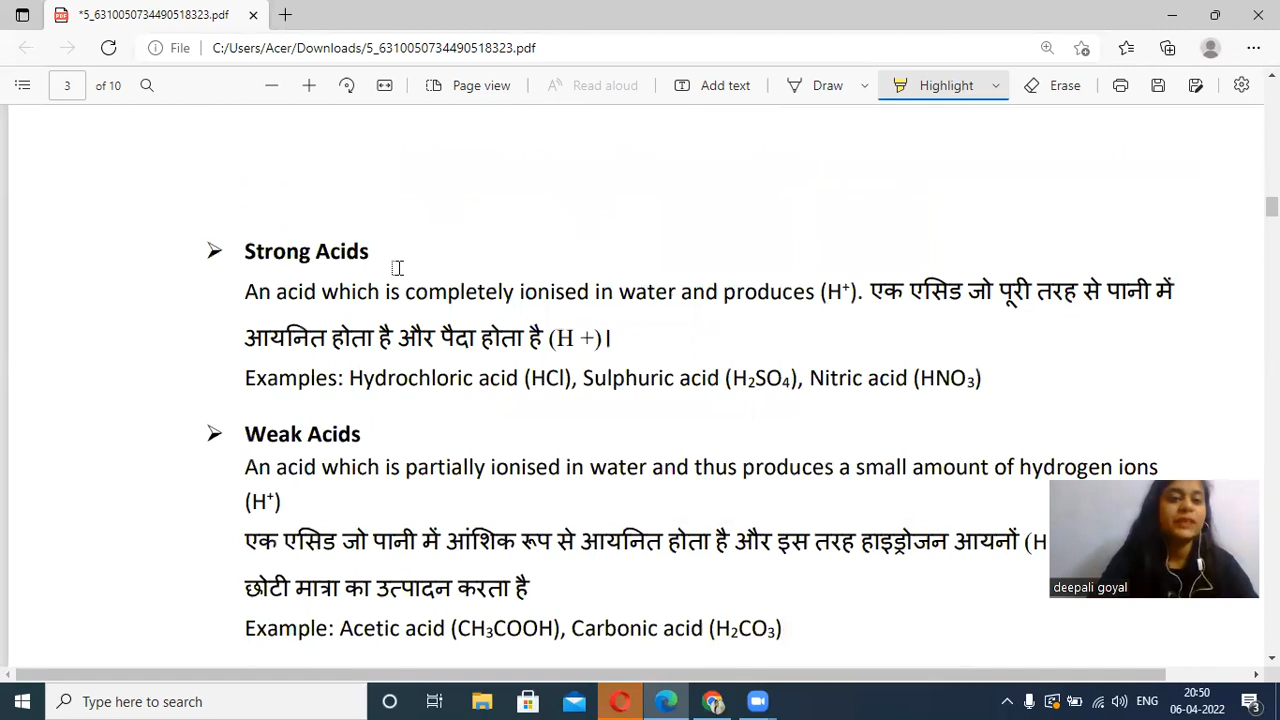 *5_6310050734490518323.pdf
File C:/Users/Acer/Downloads/5_6310050734490518323.pdf
3 of 10 Page view Read aloud Add text Draw Highlight Erase
Strong Acids
An acid which is completely ionised in water and produces (H⁺). एक एसिड जो पूरी तरह से पानी में
आयनित होता है और पैदा होता है (H +)।
Examples: Hydrochloric acid (HCl), Sulphuric acid (H₂SO₄), Nitric acid (HNO₃)
Weak Acids
An acid which is partially ionised in water and thus produces a small amount of hydrogen ions
(H⁺)
एक एसिड जो पानी में आंशिक रूप से आयनित होता है और इस तरह हाइड्रोजन आयनों (H
छोटी मात्रा का उत्पादन करता है
deepali goyal
Example: Acetic acid (CH₃COOH), Carbonic acid (H₂CO₃)
Type here to search
ENG
20:50
06-04-2022
3